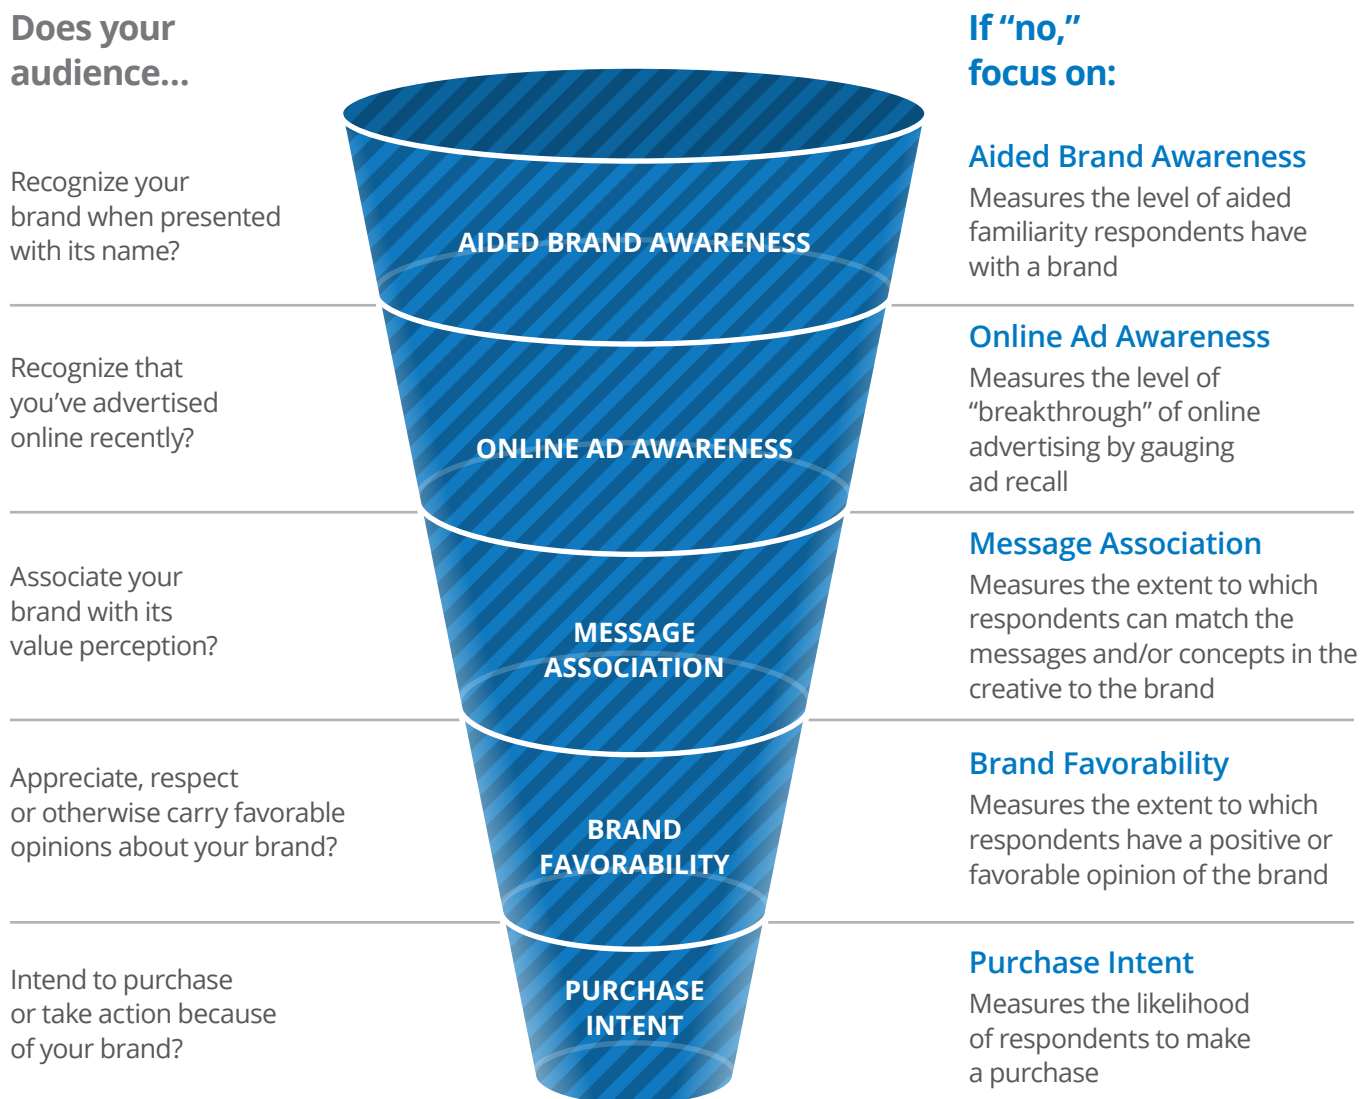 Does your
audience...
If “no,”
focus on:
Recognize your
brand when presented
with its name?
AIDED BRAND AWARENESS
Aided Brand Awareness
Measures the level of aided
familiarity respondents have
with a brand
Recognize that
you’ve advertised
online recently?
ONLINE AD AWARENESS
Online Ad Awareness
Measures the level of
“breakthrough” of online
advertising by gauging
ad recall
Associate your
brand with its
value perception?
MESSAGE
ASSOCIATION
Message Association
Measures the extent to which
respondents can match the
messages and/or concepts in the
creative to the brand
Appreciate, respect
or otherwise carry favorable
opinions about your brand?
BRAND
FAVORABILITY
Brand Favorability
Measures the extent to which
respondents have a positive or
favorable opinion of the brand
Intend to purchase
or take action because
of your brand?
PURCHASE
INTENT
Purchase Intent
Measures the likelihood
of respondents to make
a purchase